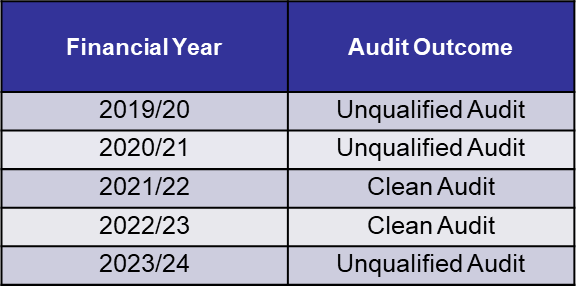 Financial Year Audit Outcome
2019/20 Unqualified Audit
2020/21 Unqualified Audit
2021/22 Clean Audit
2022/23 Clean Audit
2023/24 Unqualified Audit